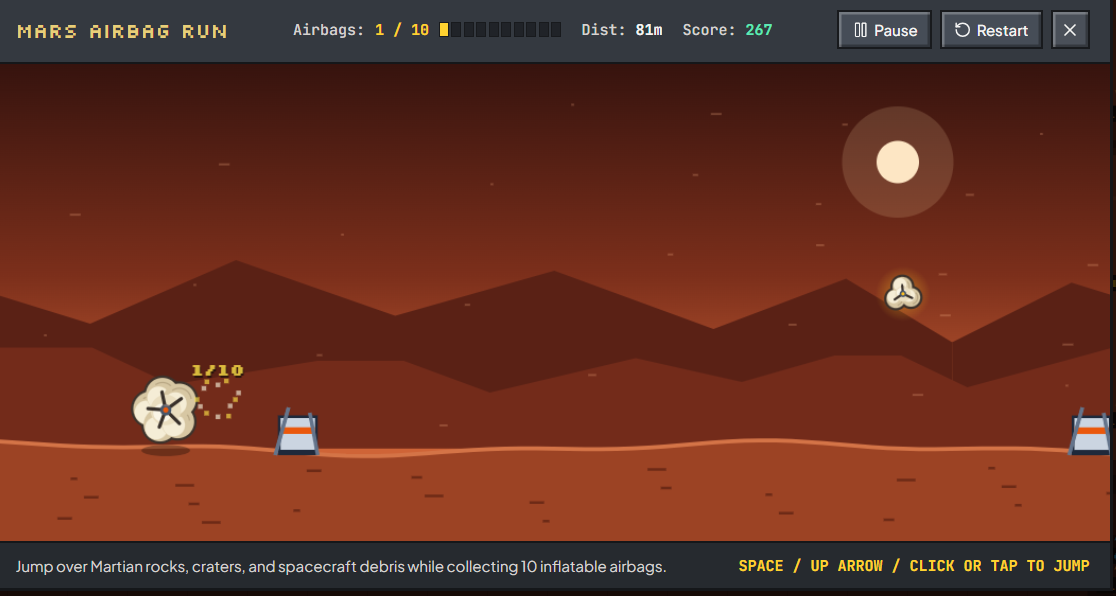 MARS AIRBAG RUN
Airbags: 1 / 10
Dist: 81m
Score: 267
Pause
Restart
1/10
Jump over Martian rocks, craters, and spacecraft debris while collecting 10 inflatable airbags.
SPACE / UP ARROW / CLICK OR TAP TO JUMP